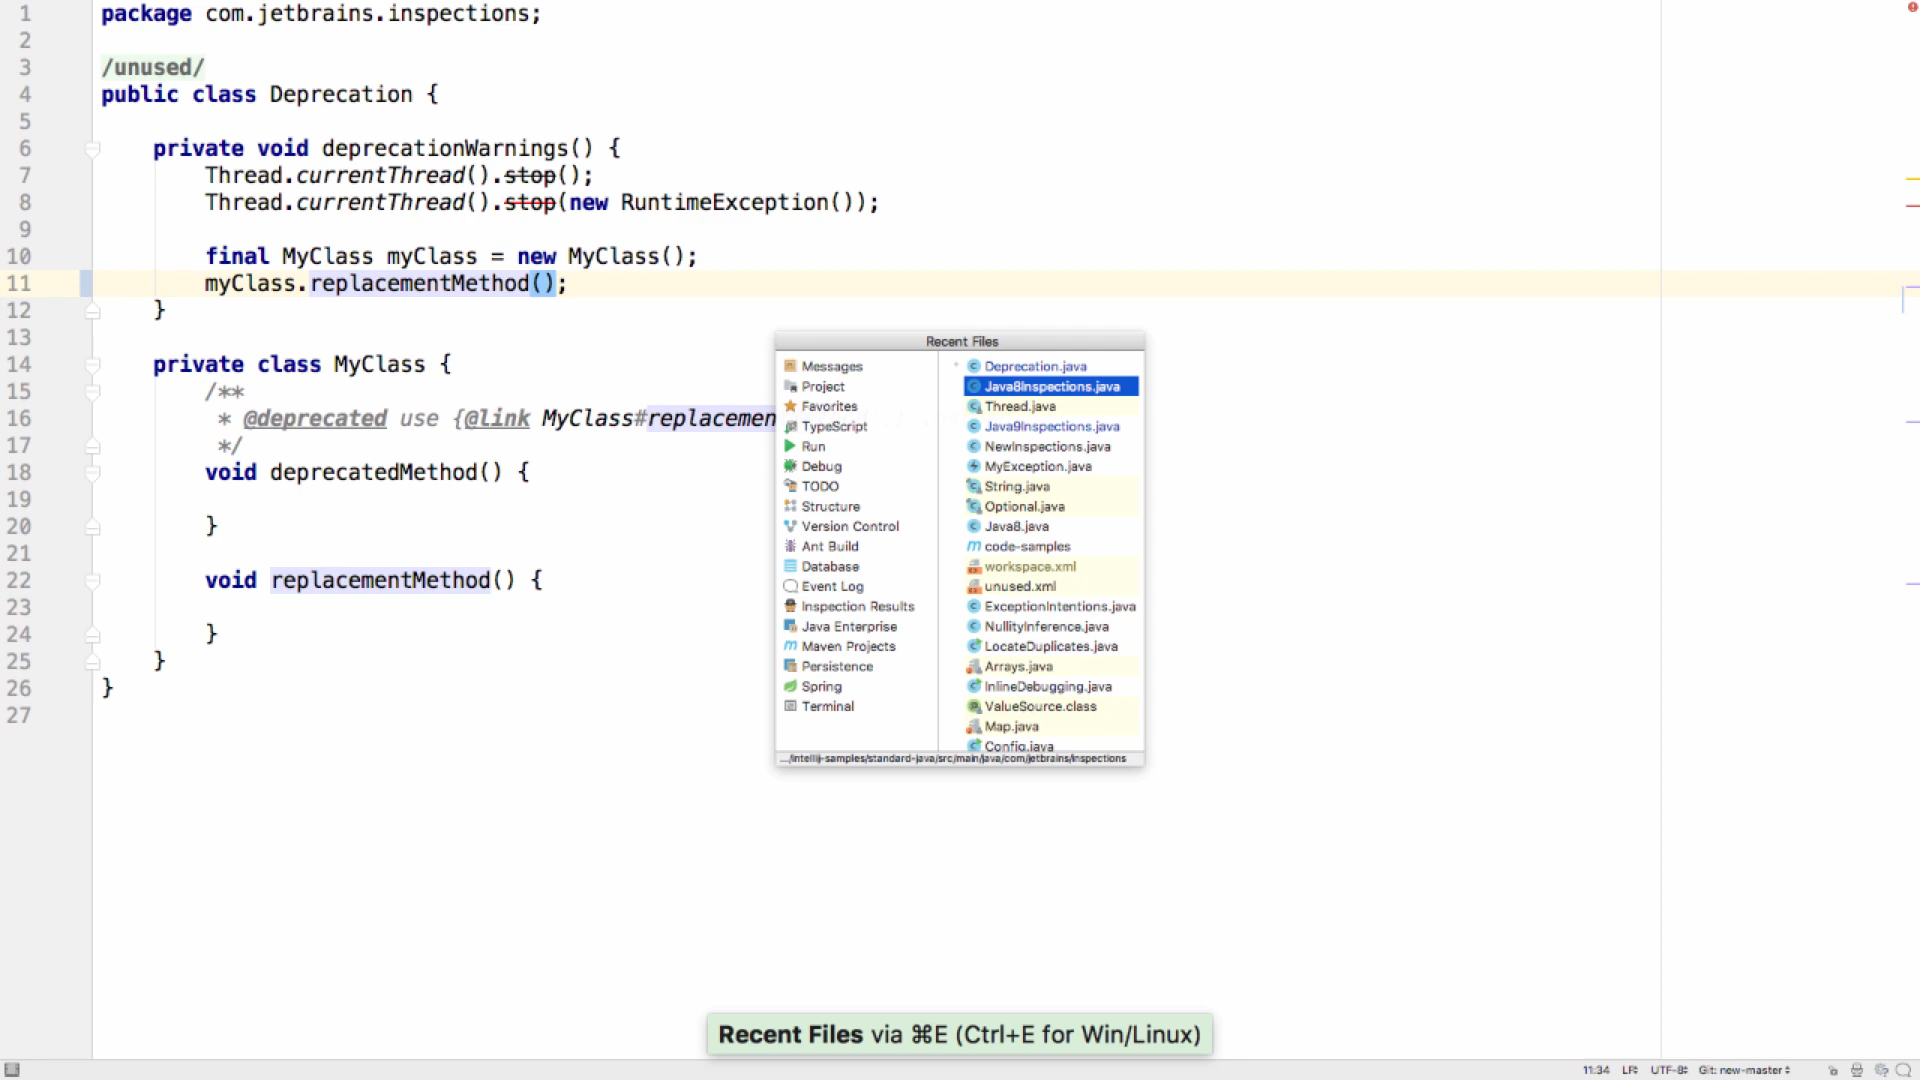 1 package com.jetbrains.inspections;
2
3 /unused/
4 public class Deprecation {
5
6 private void deprecationWarnings() {
7 Thread.currentThread().stop();
8 Thread.currentThread().stop(new RuntimeException());
9
10 final MyClass myClass = new MyClass();
11 myClass.replacementMethod();
12 }
13
14 private class MyClass {
15 /**
16 * @deprecated use {@link MyClass#replacemen
17 */
18 void deprecatedMethod() {
19
20 }
21
22 void replacementMethod() {
23
24 }
25 }
26 }
27
Recent Files
Messages
Project
Favorites
TypeScript
Run
Debug
TODO
Structure
Version Control
Ant Build
Database
Event Log
Inspection Results
Java Enterprise
Maven Projects
Persistence
Spring
Terminal
Deprecation.java
Java8Inspections.java
Thread.java
Java9Inspections.java
NewInspections.java
MyException.java
String.java
Optional.java
Java8.java
code-samples
workspace.xml
unused.xml
ExceptionIntentions.java
NullityInference.java
LocateDuplicates.java
Arrays.java
InlineDebugging.java
ValueSource.class
Map.java
Config.java
.../intellij-samples/standard-java/src/main/java/com/jetbrains/inspections
Recent Files via ⌘E (Ctrl+E for Win/Linux)
11:34 LF UTF-8 Git: new-master